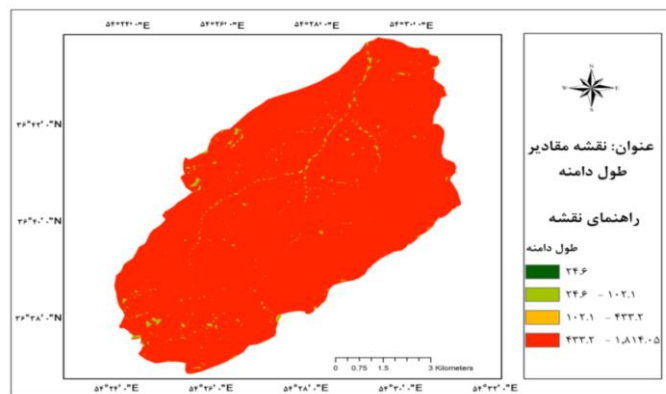 ۵۴°۲۴'۰"E ۵۴°۲۶'۰"E ۵۴°۲۸'۰"E ۵۴°۳۰'۰"E
۳۶°۴۲'۰"N
۳۶°۴۰'۰"N
۳۶°۳۸'۰"N
0 0.75 1.5 3 Kilometers
۵۴°۲۴'۰"E ۵۴°۲۶'۰"E ۵۴°۲۸'۰"E ۵۴°۳۰'۰"E ۵۴°۳۲'۰"E
عنوان: نقشه مقادیر
طول دامنه
راهنمای نقشه
طول دامنه
۲۴.۶
۲۴.۶ - ۱۰۲.۱
۱۰۲.۱ - ۴۳۳.۲
۴۳۳.۲ - ۱,۸۱۴.۰۵